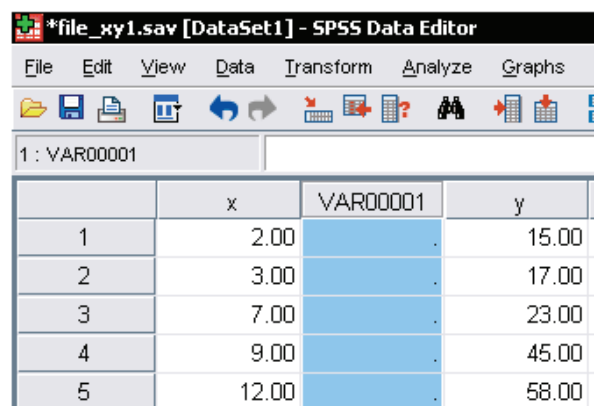 *file_xy1.sav [DataSet1] - SPSS Data Editor
File Edit View Data Transform Analyze Graphs
1 : VAR00001
x VAR00001 y
1 2.00 . 15.00
2 3.00 . 17.00
3 7.00 . 23.00
4 9.00 . 45.00
5 12.00 . 58.00